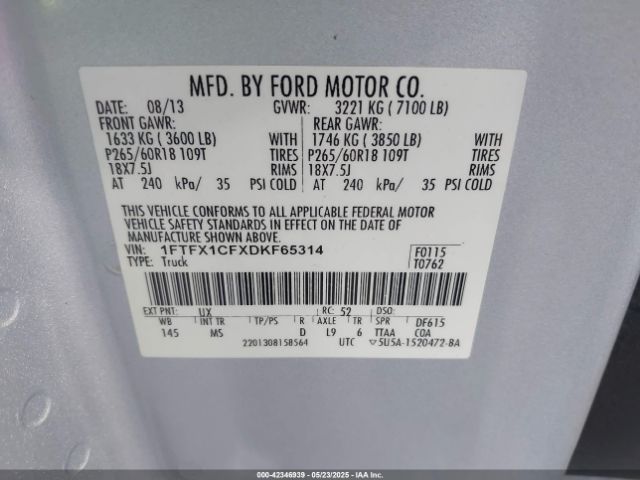 MFD. BY FORD MOTOR CO.
DATE: 08/13 GVWR: 3221 KG ( 7100 LB)
FRONT GAWR: REAR GAWR:
1633 KG ( 3600 LB) WITH 1746 KG ( 3850 LB) WITH
P265/60R18 109T TIRES P265/60R18 109T TIRES
18X7.5J RIMS 18X7.5J RIMS
AT 240 kPa/ 35 PSI COLD AT 240 kPa/ 35 PSI COLD
THIS VEHICLE CONFORMS TO ALL APPLICABLE FEDERAL MOTOR
VEHICLE SAFETY STANDARDS IN EFFECT ON THE DATE OF
MANUFACTURE SHOWN ABOVE.
VIN: 1FTFX1CFXDKF65314 F0115
TYPE: Truck T0762
EXT PNT: UX RC: 52 DSO:
WB INT TR TP/PS R AXLE TR SPR DF615
145 MS D L9 6 TTAA COA
2201308158564 UTC ▽5U5A-1520472-BA
000-42346939 - 05/23/2025 - IAAI.COM